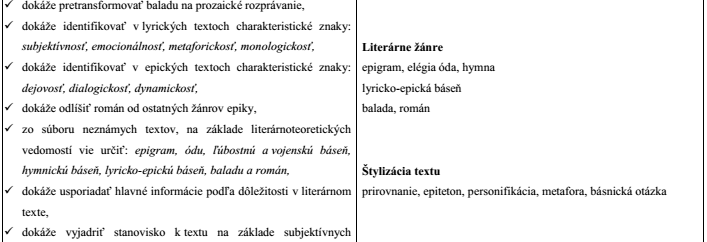 ✓ dokáže pretransformovať baladu na prozaické rozprávanie,
✓ dokáže identifikovať v lyrických textoch charakteristické znaky:
subjektívnosť, emocionálnosť, metaforickosť, monologickosť,
✓ dokáže identifikovať v epických textoch charakteristické znaky:
dejovosť, dialogickosť, dynamickosť,
✓ dokáže odlíšiť román od ostatných žánrov epiky,
✓ zo súboru neznámych textov, na základe literárnoteoretických
vedomostí vie určiť: epigram, ódu, ľúbostnú a vojenskú báseň,
hymnickú báseň, lyricko-epickú báseň, baladu a román,
✓ dokáže usporiadať hlavné informácie podľa dôležitosti v literárnom
texte,
✓ dokáže vyjadriť stanovisko k textu na základe subjektívnych
Literárne žánre
epigram, elégia óda, hymna
lyricko-epická báseň
balada, román
Štylizácia textu
prirovnanie, epiteton, personifikácia, metafora, básnická otázka